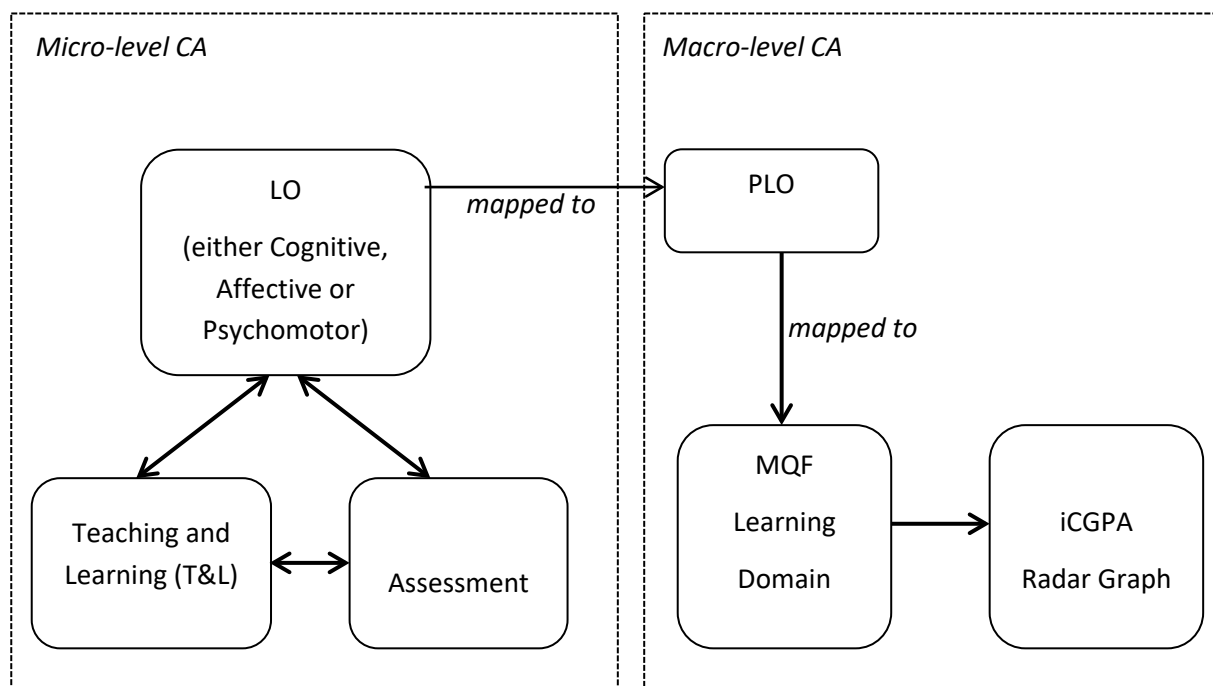 Micro-level CA
LO
(either Cognitive,
Affective or
Psychomotor)
mapped to
Teaching and
Learning (T&L)
Assessment
Macro-level CA
PLO
mapped to
MQF
Learning
Domain
iCGPA
Radar Graph